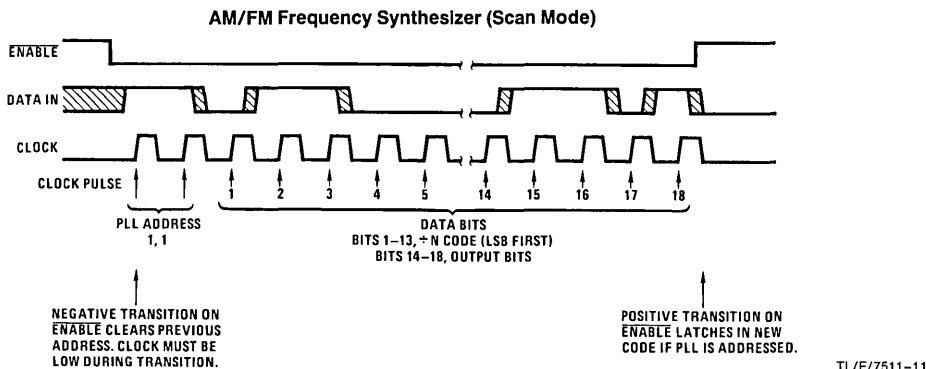 AM/FM Frequency Synthesizer (Scan Mode)
ENABLE
DATA IN
CLOCK
CLOCK PULSE
1 2 3 4 5 14 15 16 17 18
PLL ADDRESS
1, 1
DATA BITS
BITS 1–13, ÷ N CODE (LSB FIRST)
BITS 14–18, OUTPUT BITS
NEGATIVE TRANSITION ON
ENABLE CLEARS PREVIOUS
ADDRESS. CLOCK MUST BE
LOW DURING TRANSITION.
POSITIVE TRANSITION ON
ENABLE LATCHES IN NEW
CODE IF PLL IS ADDRESSED.
TL/F/7511–11